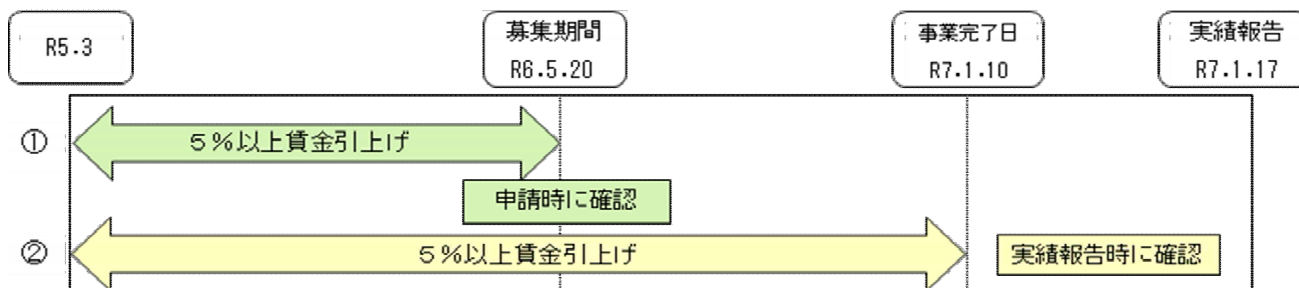 R5.3
募集期間
R6.5.20
事業完了日
R7.1.10
実績報告
R7.1.17
① 5%以上賃金引上げ
申請時に確認
② 5%以上賃金引上げ
実績報告時に確認